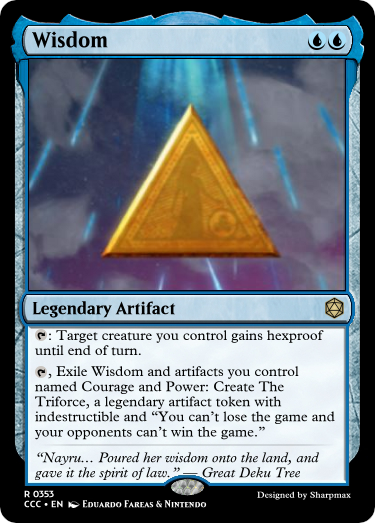 Wisdom
Legendary Artifact
: Target creature you control gains hexproof
until end of turn.
, Exile Wisdom and artifacts you control
named Courage and Power: Create The
Triforce, a legendary artifact token with
indestructible and “You can’t lose the game and
your opponents can’t win the game.”
“Nayru… Poured her wisdom onto the land, and
gave it the spirit of law.” — Great Deku Tree
R 0353
CCC • EN Eduardo Fareas & Nintendo
Designed by Sharpmax